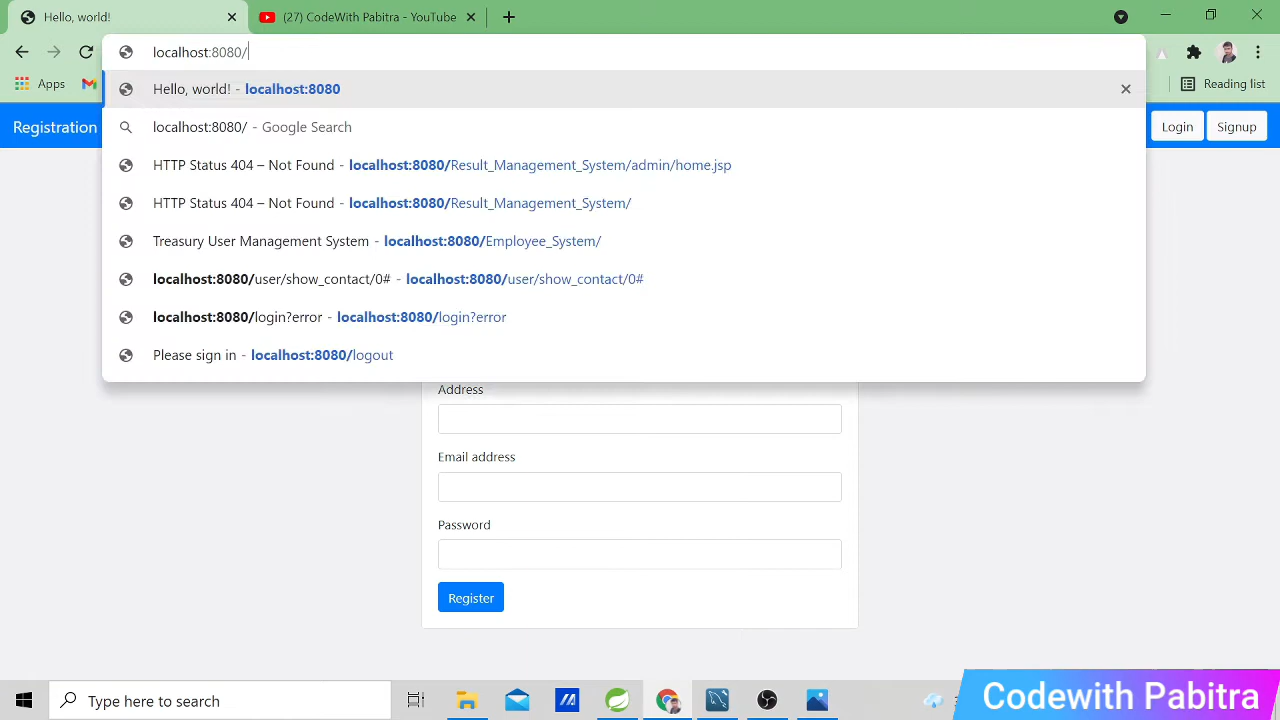 Hello, world!
(27) CodeWith Pabitra - YouTube
localhost:8080/
Apps
Reading list
Hello, world! - localhost:8080
Registration
Login
Signup
localhost:8080/ - Google Search
HTTP Status 404 – Not Found - localhost:8080/Result_Management_System/admin/home.jsp
HTTP Status 404 – Not Found - localhost:8080/Result_Management_System/
Treasury User Management System - localhost:8080/Employee_System/
localhost:8080/user/show_contact/0# - localhost:8080/user/show_contact/0#
localhost:8080/login?error - localhost:8080/login?error
Please sign in - localhost:8080/logout
Address
Email address
Password
Register
Type here to search
Codewith Pabitra